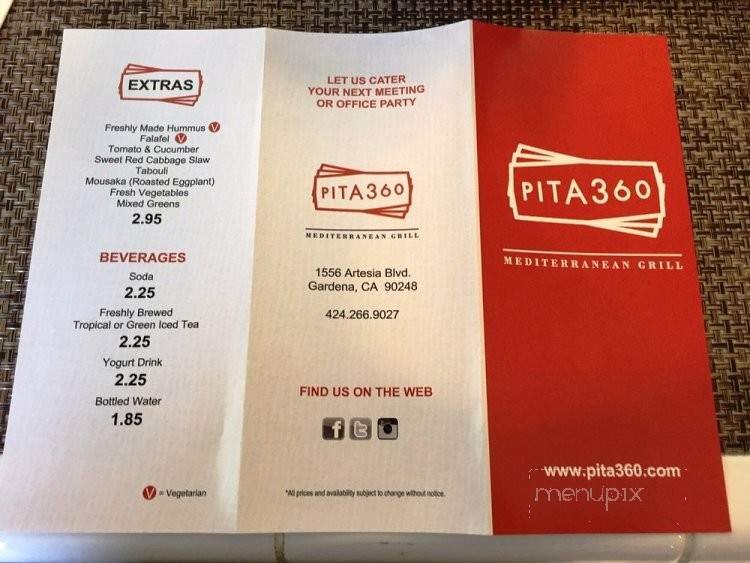 EXTRAS
Freshly Made Hummus V
Falafel V
Tomato & Cucumber
Sweet Red Cabbage Slaw
Tabouli
Mousaka (Roasted Eggplant)
Fresh Vegetables
Mixed Greens
2.95
BEVERAGES
Soda
2.25
Freshly Brewed
Tropical or Green Iced Tea
2.25
Yogurt Drink
2.25
Bottled Water
1.85
V = Vegetarian
LET US CATER
YOUR NEXT MEETING
OR OFFICE PARTY
PITA360
MEDITERRANEAN GRILL
1556 Artesia Blvd.
Gardena, CA 90248
424.266.9027
FIND US ON THE WEB
f t
*All prices and availability subject to change without notice.
PITA360
MEDITERRANEAN GRILL
www.pita360.com
menupix